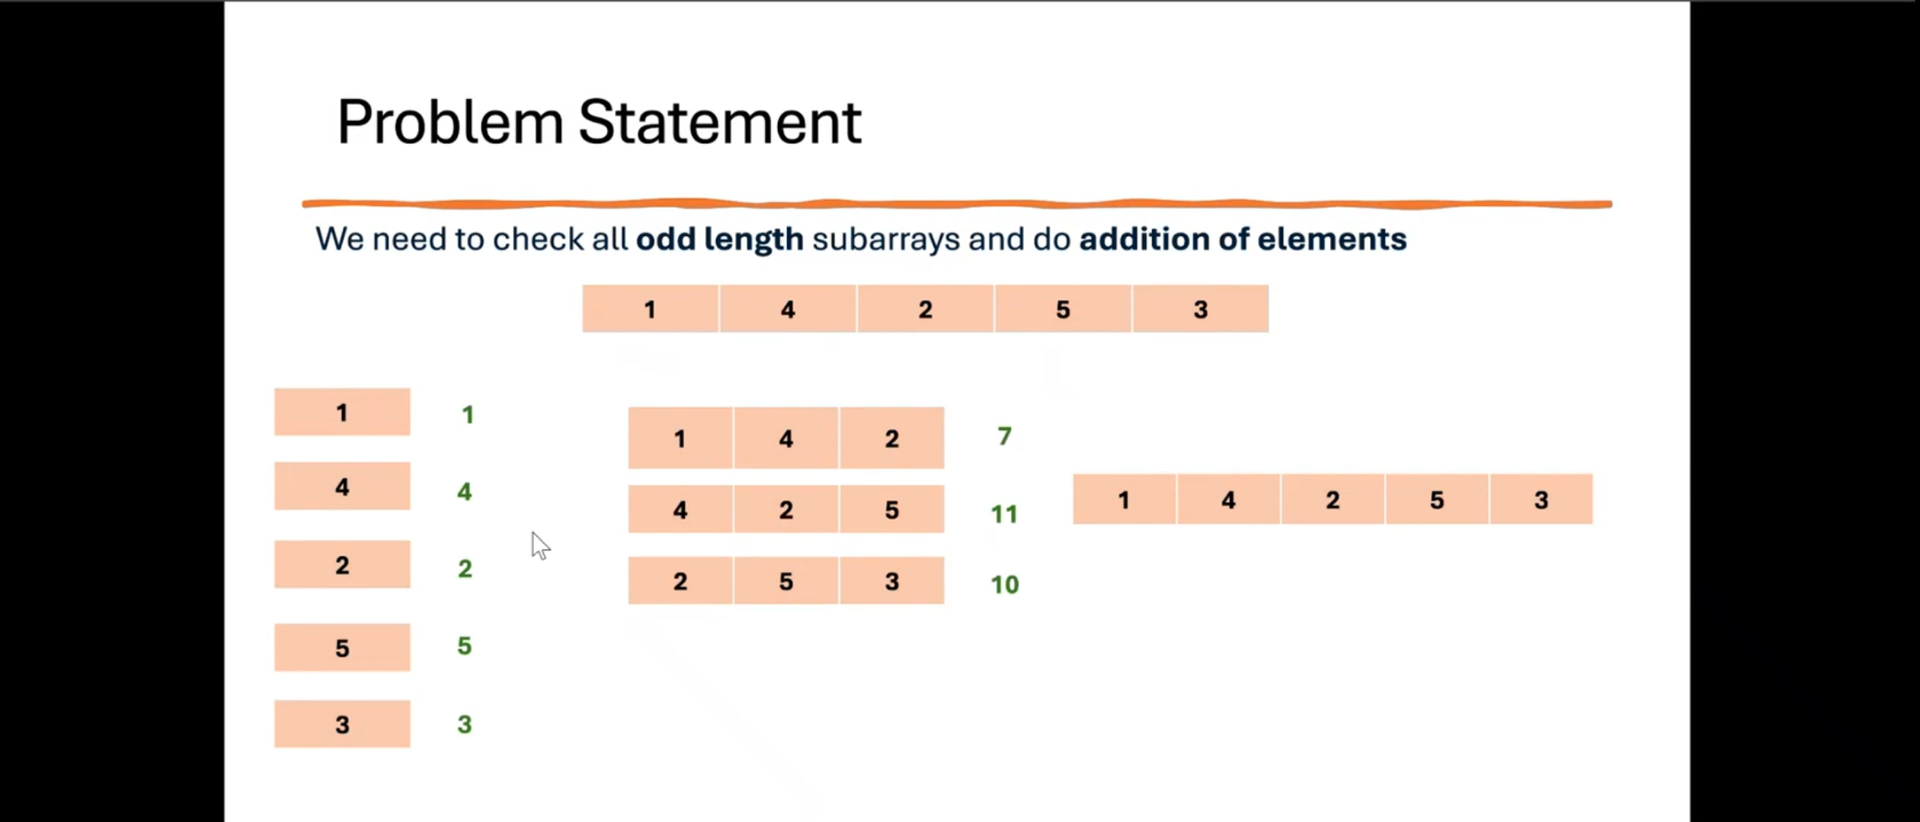 Problem Statement
We need to check all odd length subarrays and do addition of elements
1 4 2 5 3
1 1
4 4
2 2
5 5
3 3
1 4 2 7
4 2 5 11
2 5 3 10
1 4 2 5 3